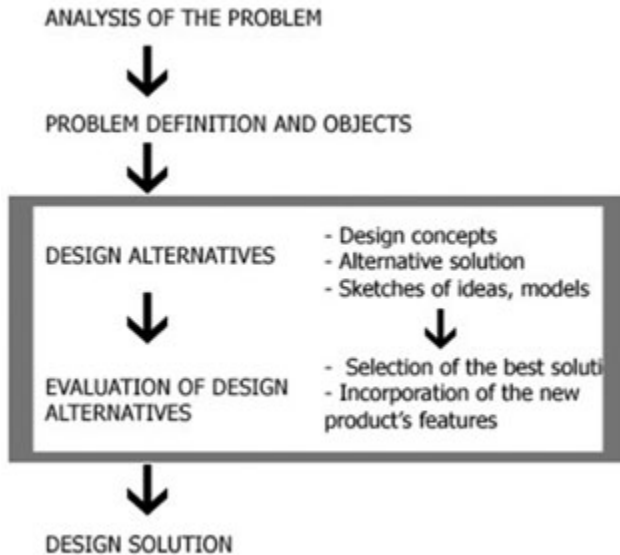 ANALYSIS OF THE PROBLEM
PROBLEM DEFINITION AND OBJECTS
DESIGN ALTERNATIVES
- Design concepts
- Alternative solution
- Sketches of ideas, models
EVALUATION OF DESIGN
ALTERNATIVES
- Selection of the best soluti
- Incorporation of the new
product's features
DESIGN SOLUTION